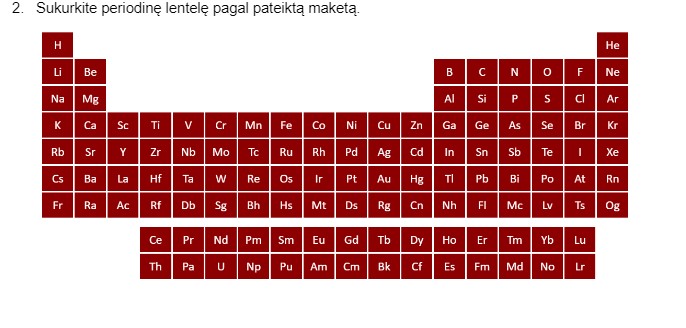 2. Sukurkite periodinę lentelę pagal pateiktą maketą.
H He
Li Be B C N O F Ne
Na Mg Al Si P S Cl Ar
K Ca Sc Ti V Cr Mn Fe Co Ni Cu Zn Ga Ge As Se Br Kr
Rb Sr Y Zr Nb Mo Tc Ru Rh Pd Ag Cd In Sn Sb Te I Xe
Cs Ba La Hf Ta W Re Os Ir Pt Au Hg Tl Pb Bi Po At Rn
Fr Ra Ac Rf Db Sg Bh Hs Mt Ds Rg Cn Nh Fl Mc Lv Ts Og
Ce Pr Nd Pm Sm Eu Gd Tb Dy Ho Er Tm Yb Lu
Th Pa U Np Pu Am Cm Bk Cf Es Fm Md No Lr